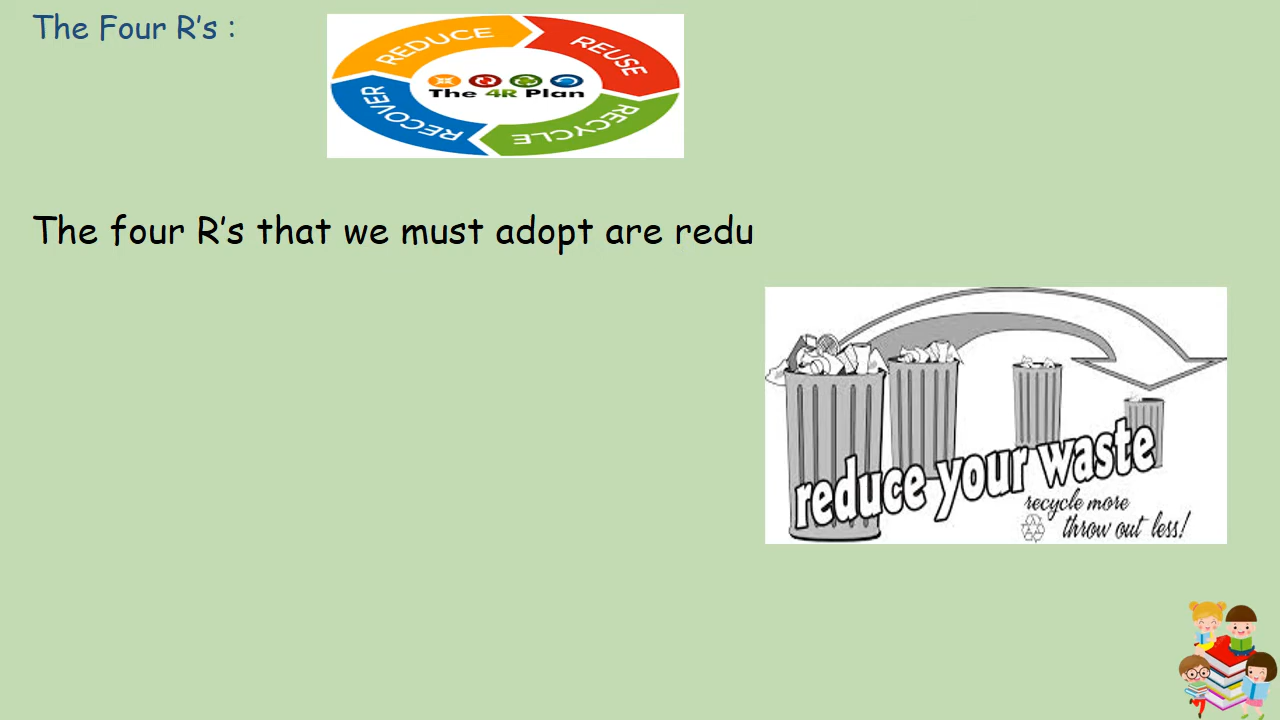 The Four R's :
REDUCE
REUSE
The 4R Plan
RECOVER
RECYCLE
The four R's that we must adopt are redu
reduce your waste
recycle more
throw out less!